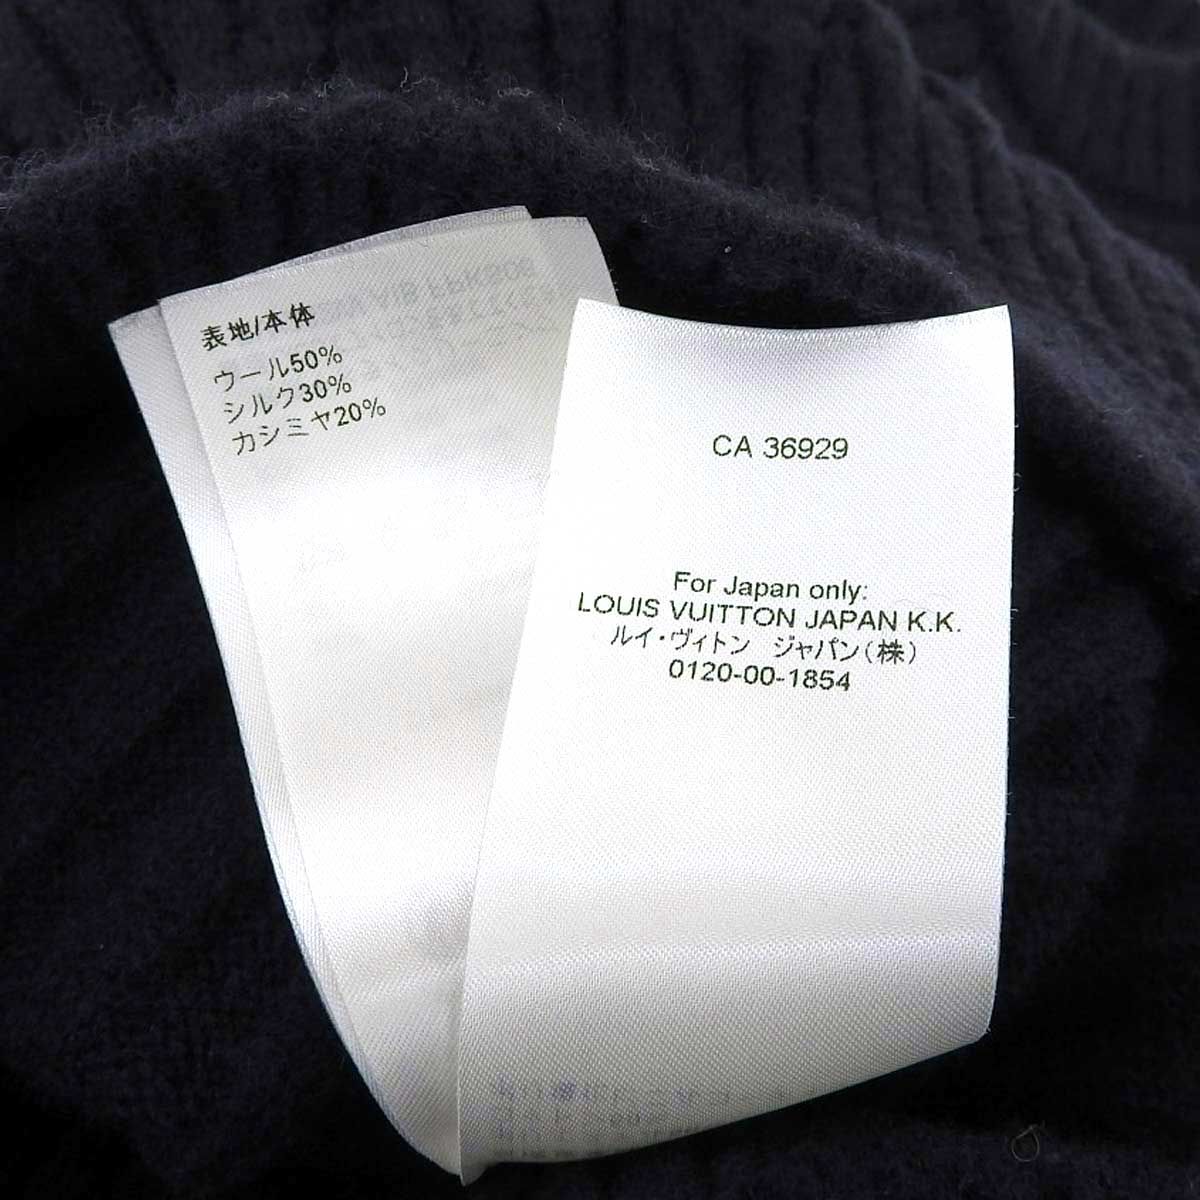 表地/本体
ウール50%
シルク30%
カシミヤ20%
CA 36929
For Japan only:
LOUIS VUITTON JAPAN K.K.
ルイ・ヴィトン ジャパン(株)
0120-00-1854